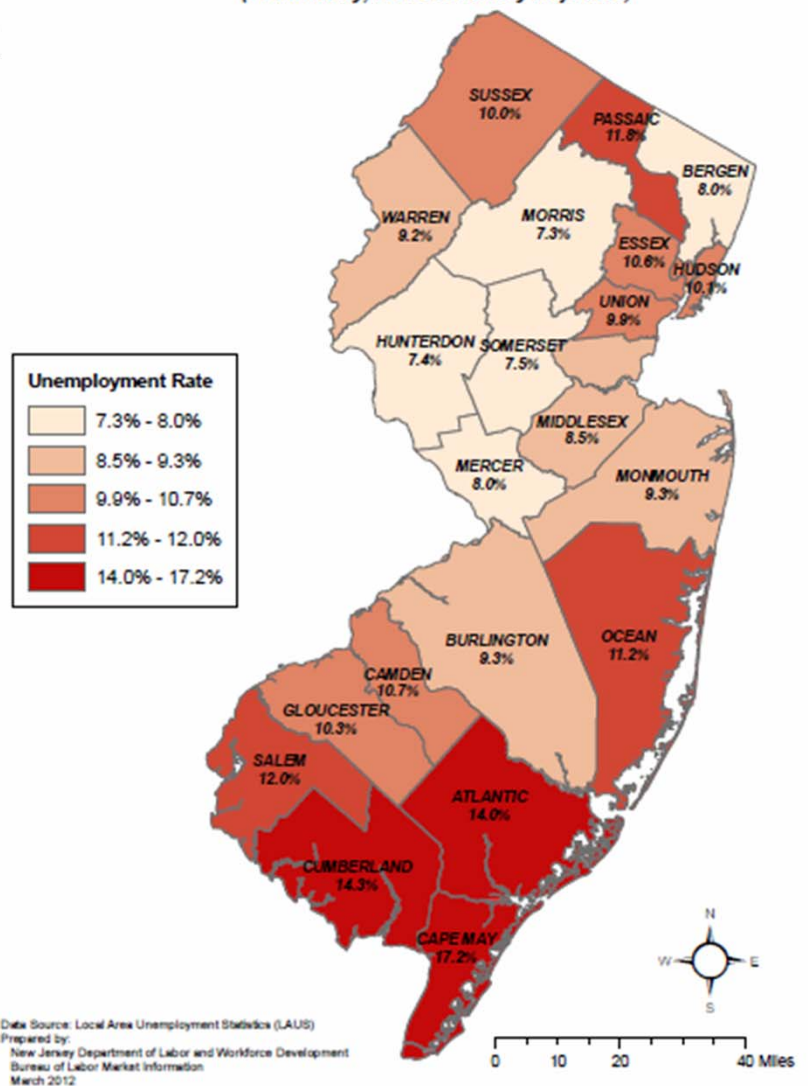 SUSSEX
10.0%
PASSAIC
11.8%
BERGEN
8.0%
WARREN
9.2%
MORRIS
7.3%
ESSEX
10.6%
HUDSON
10.1%
UNION
9.9%
HUNTERDON
7.4%
SOMERSET
7.5%
Unemployment Rate
7.3% - 8.0%
8.5% - 9.3%
9.9% - 10.7%
11.2% - 12.0%
14.0% - 17.2%
MIDDLESEX
8.5%
MERCER
8.0%
MONMOUTH
9.3%
BURLINGTON
9.3%
OCEAN
11.2%
CAMDEN
10.7%
GLOUCESTER
10.3%
SALEM
12.0%
ATLANTIC
14.0%
CUMBERLAND
14.3%
CAPE MAY
17.2%
N
W E
S
Data Source: Local Area Unemployment Statistics (LAUS)
Prepared by:
New Jersey Department of Labor and Workforce Development
Bureau of Labor Market Information
March 2012
0 10 20 40 Miles